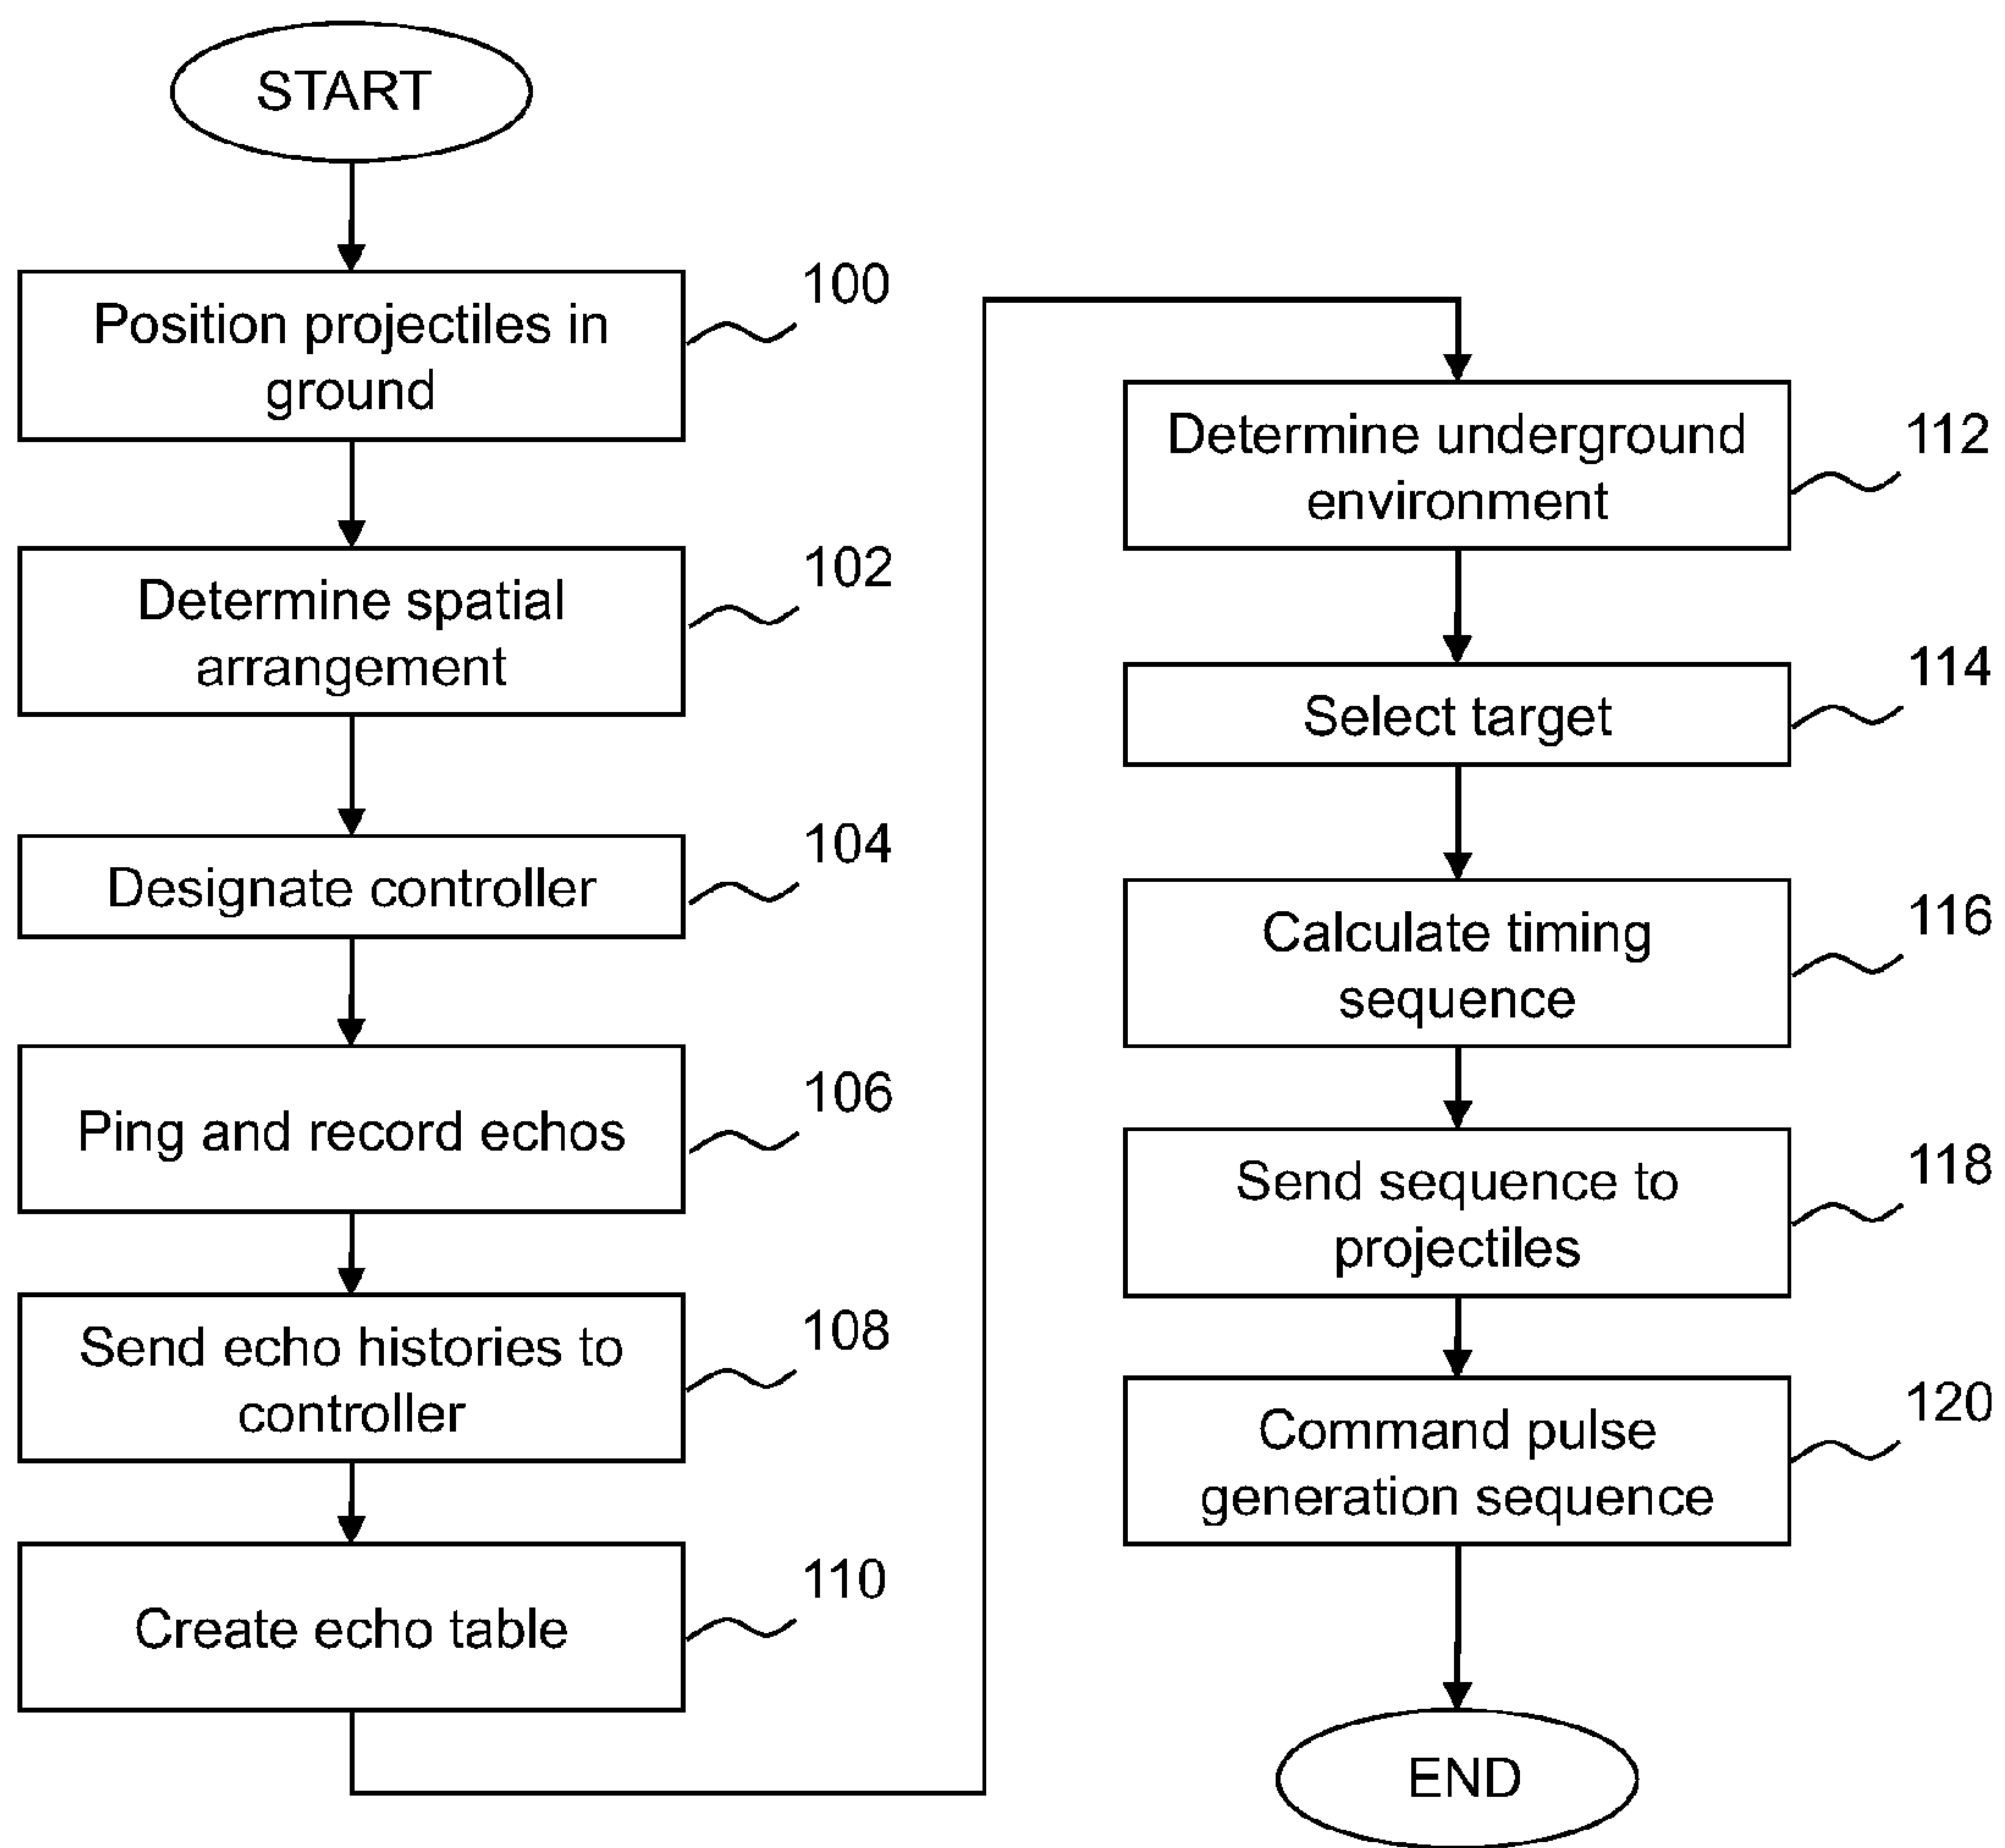 START
Position projectiles in
ground
100
Determine spatial
arrangement
102
Designate controller
104
Ping and record echos
106
Send echo histories to
controller
108
Create echo table
110
Determine underground
environment
112
Select target
114
Calculate timing
sequence
116
Send sequence to
projectiles
118
Command pulse
generation sequence
120
END